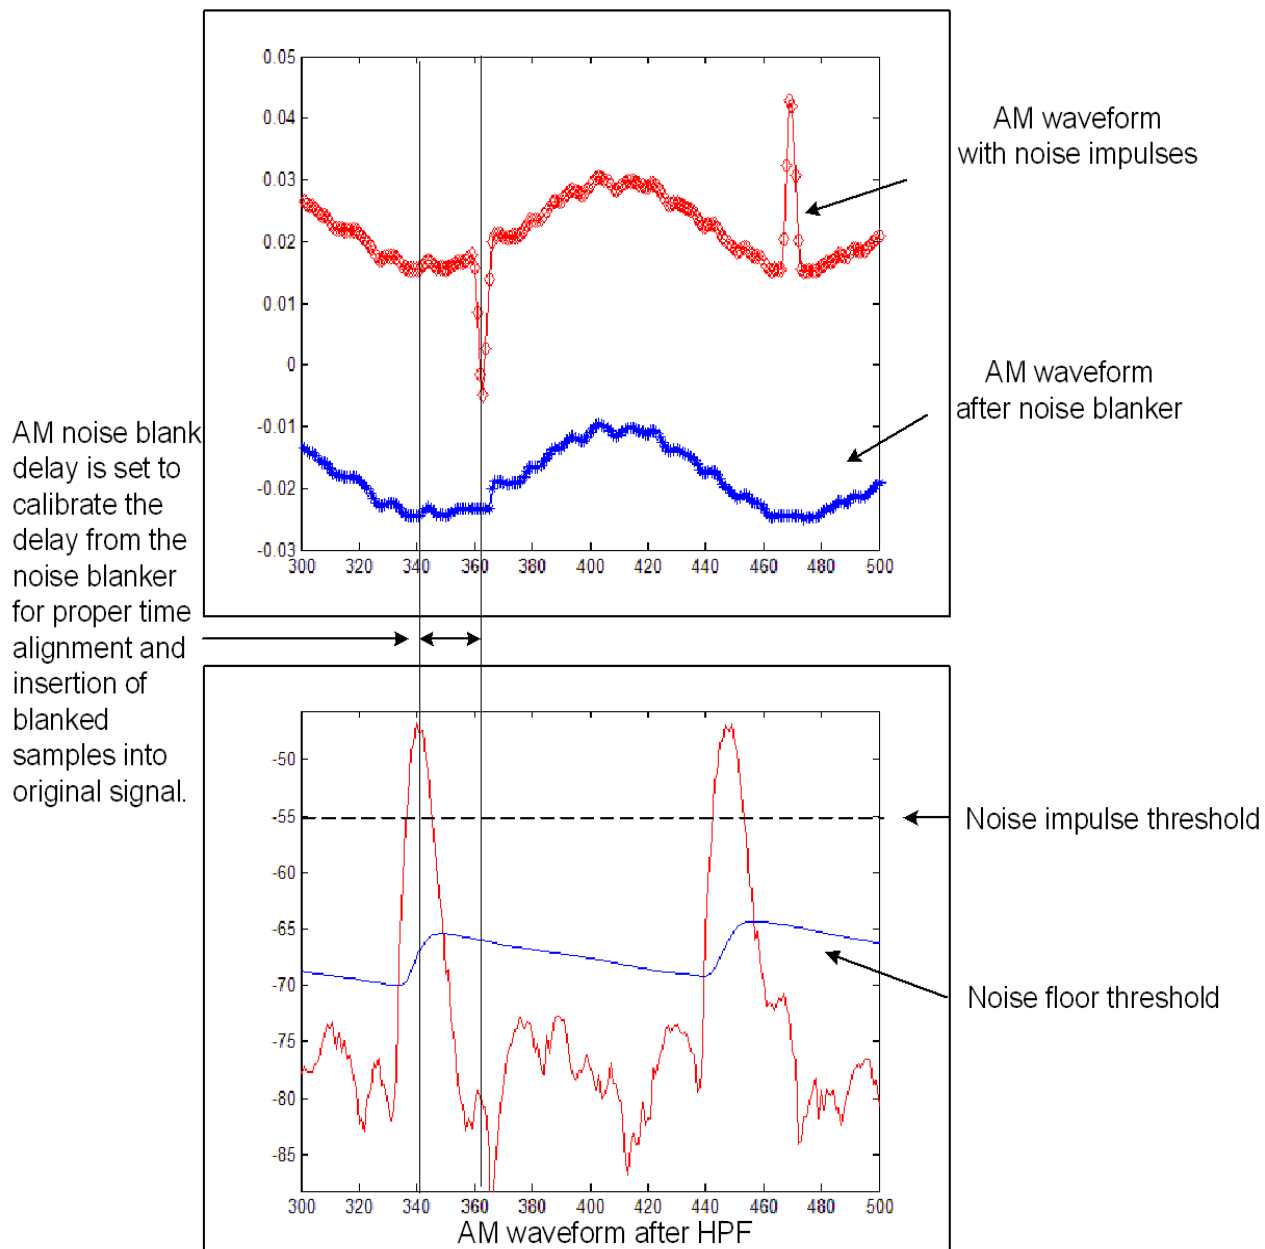 0.05
0.04
0.03
0.02
0.01
0
-0.01
-0.02
-0.03
300 320 340 360 380 400 420 440 460 480 500
AM waveform
with noise impulses
AM waveform
after noise blanker
AM noise blank
delay is set to
calibrate the
delay from the
noise blanker
for proper time
alignment and
insertion of
blanked
samples into
original signal.
-50
-55
-60
-65
-70
-75
-80
-85
300 320 340 360 380 400 420 440 460 480 500
AM waveform after HPF
Noise impulse threshold
Noise floor threshold